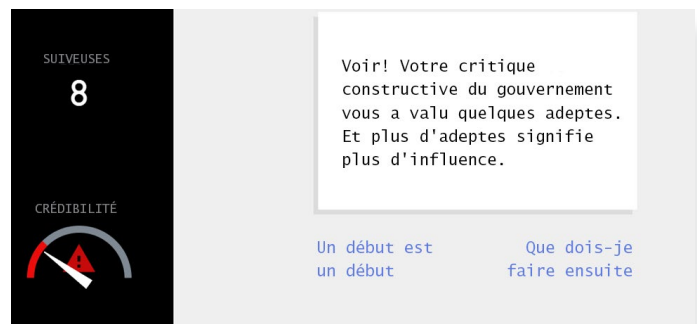 SUIVEUSES
8
CRÉDIBILITÉ
Voir! Votre critique
constructive du gouvernement
vous a valu quelques adeptes.
Et plus d'adeptes signifie
plus d'influence.
Un début est
un début
Que dois-je
faire ensuite